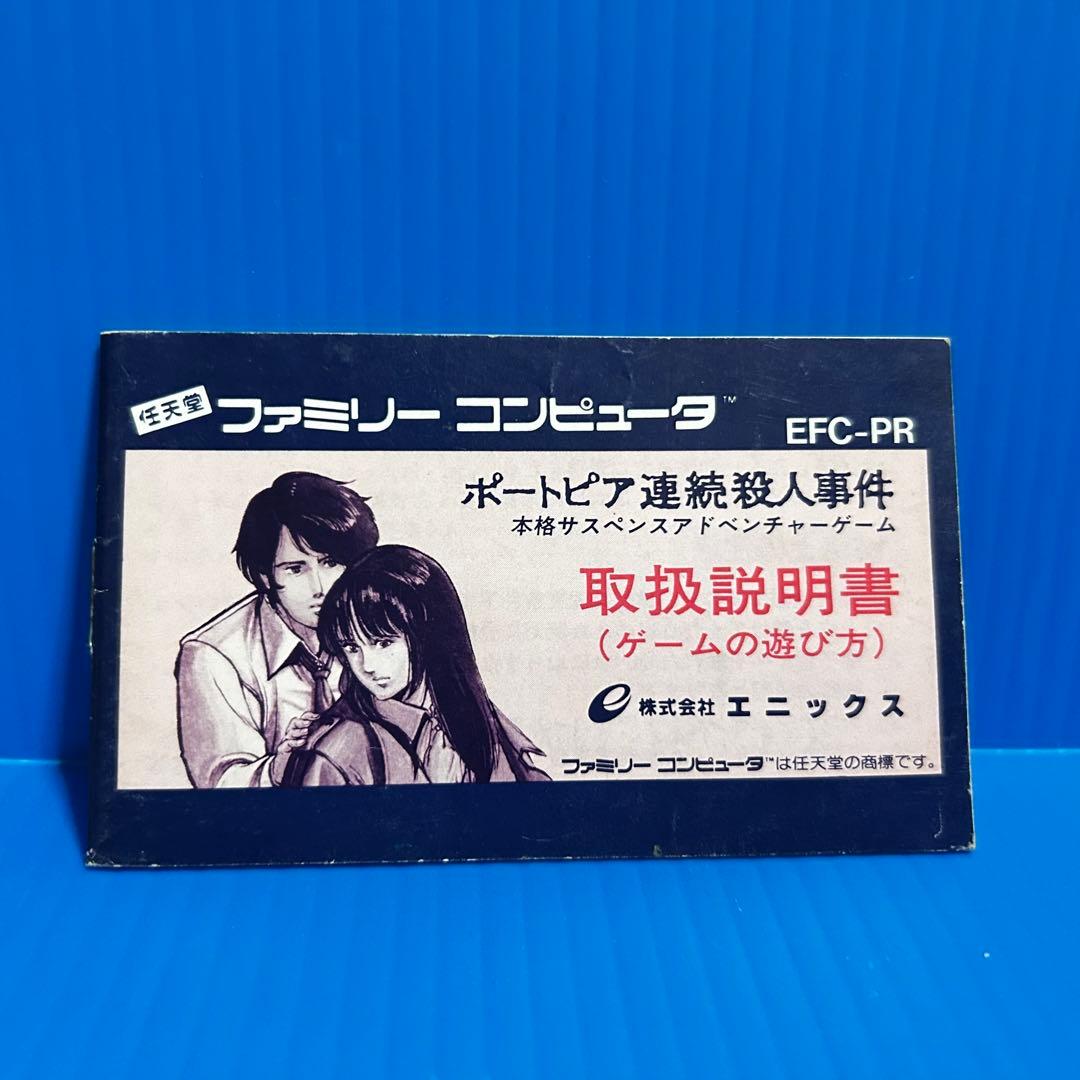 任天堂 ファミリー コンピュータ™
EFC-PR
ポートピア連続殺人事件
本格サスペンスアドベンチャーゲーム
取扱説明書
(ゲームの遊び方)
e 株式会社 エニックス
ファミリー コンピュータ™は任天堂の商標です。